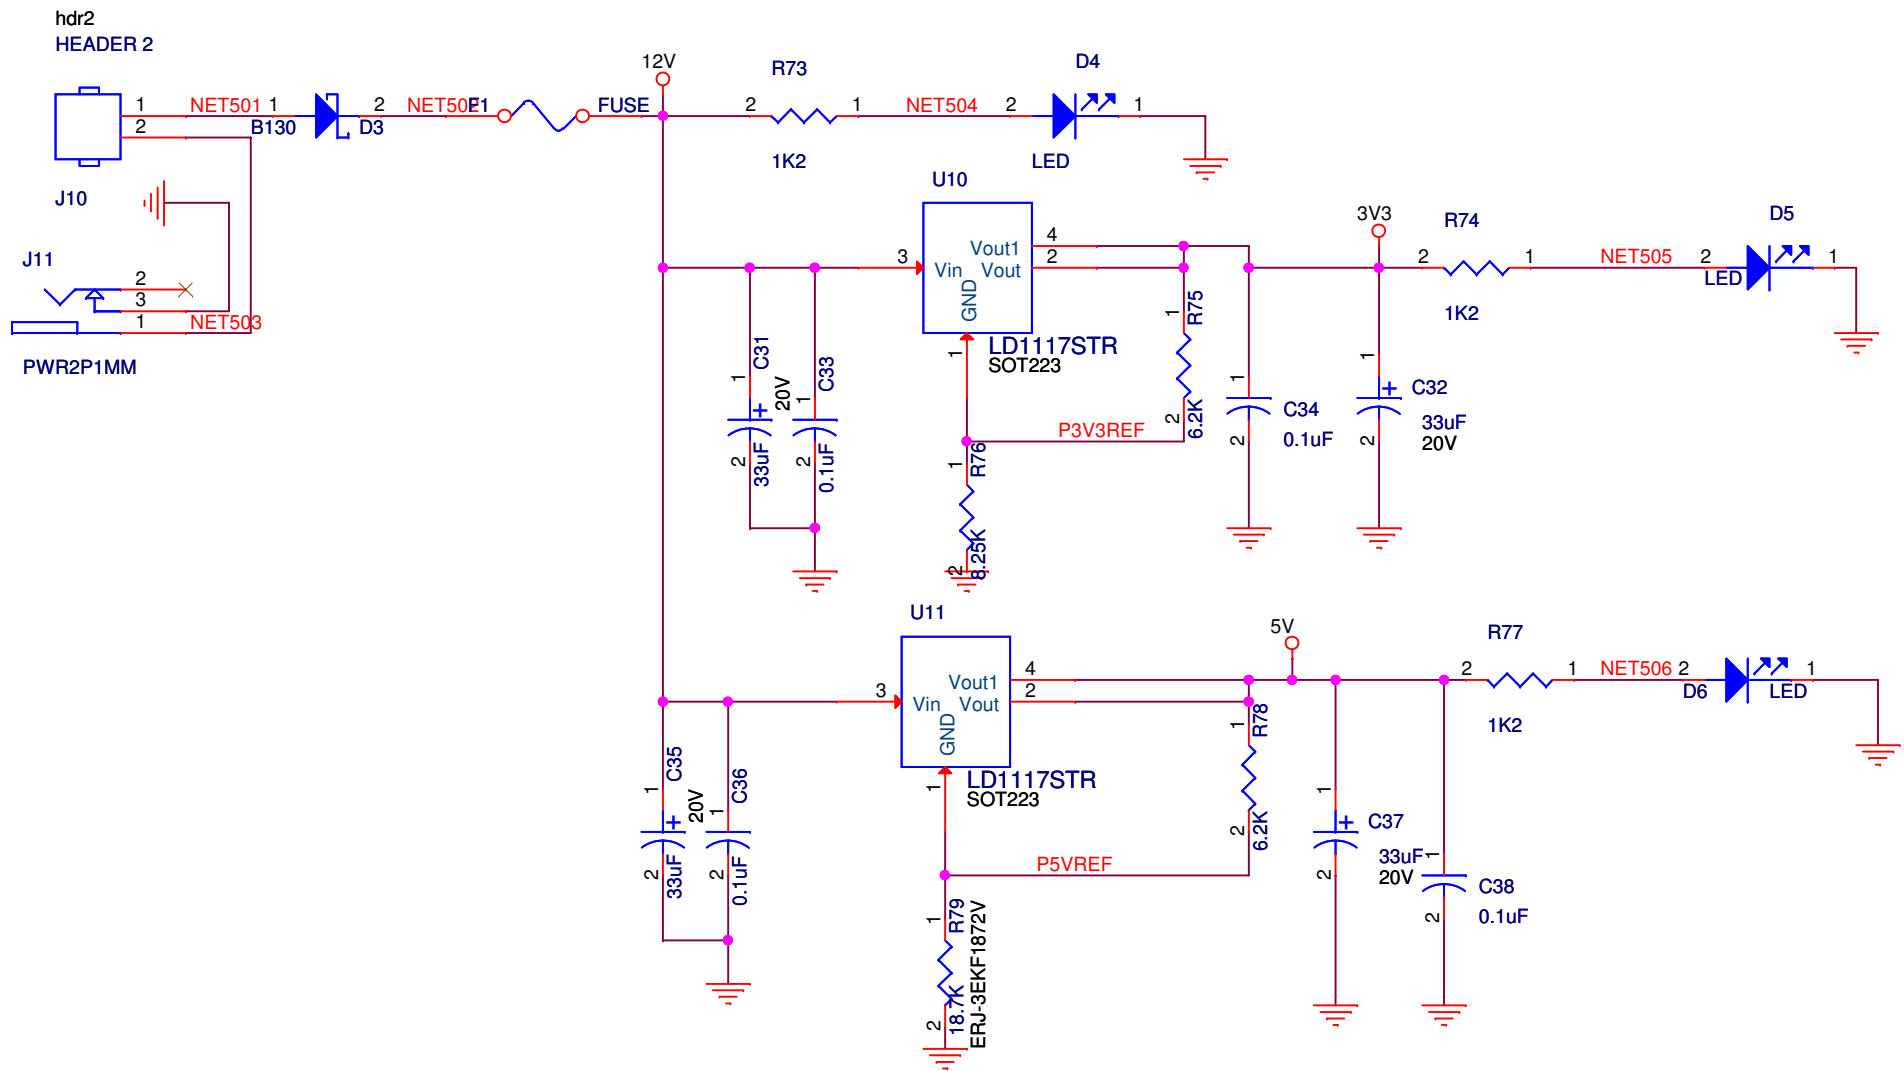 hdr2
HEADER 2
J10
1
2
NET501
1
B130
2
D3
NET502
F1
FUSE
12V
R73
2
1
1K2
NET504
D4
2
1
LED
J11
2
3
1
NET503
PWR2P1MM
U10
3
Vin
Vout1
Vout
GND
4
2
1
LD1117STR
SOT223
C31
1
20V
2
33uF
C33
1
2
0.1uF
R75
1
2
6.2K
P3V3REF
R76
1
2
8.25K
1
2
C34
0.1uF
3V3
1
2
C32
33uF
20V
R74
2
1
1K2
NET505
D5
2
1
LED
U11
3
Vin
Vout1
Vout
GND
4
2
1
LD1117STR
SOT223
C35
1
20V
2
33uF
C36
1
2
0.1uF
R78
1
2
6.2K
P5VREF
R79
1
2
18.7K
ERJ-3EKF1872V
5V
1
2
C37
33uF
20V
1
2
C38
0.1uF
R77
2
1
1K2
NET506
2
D6
LED
1